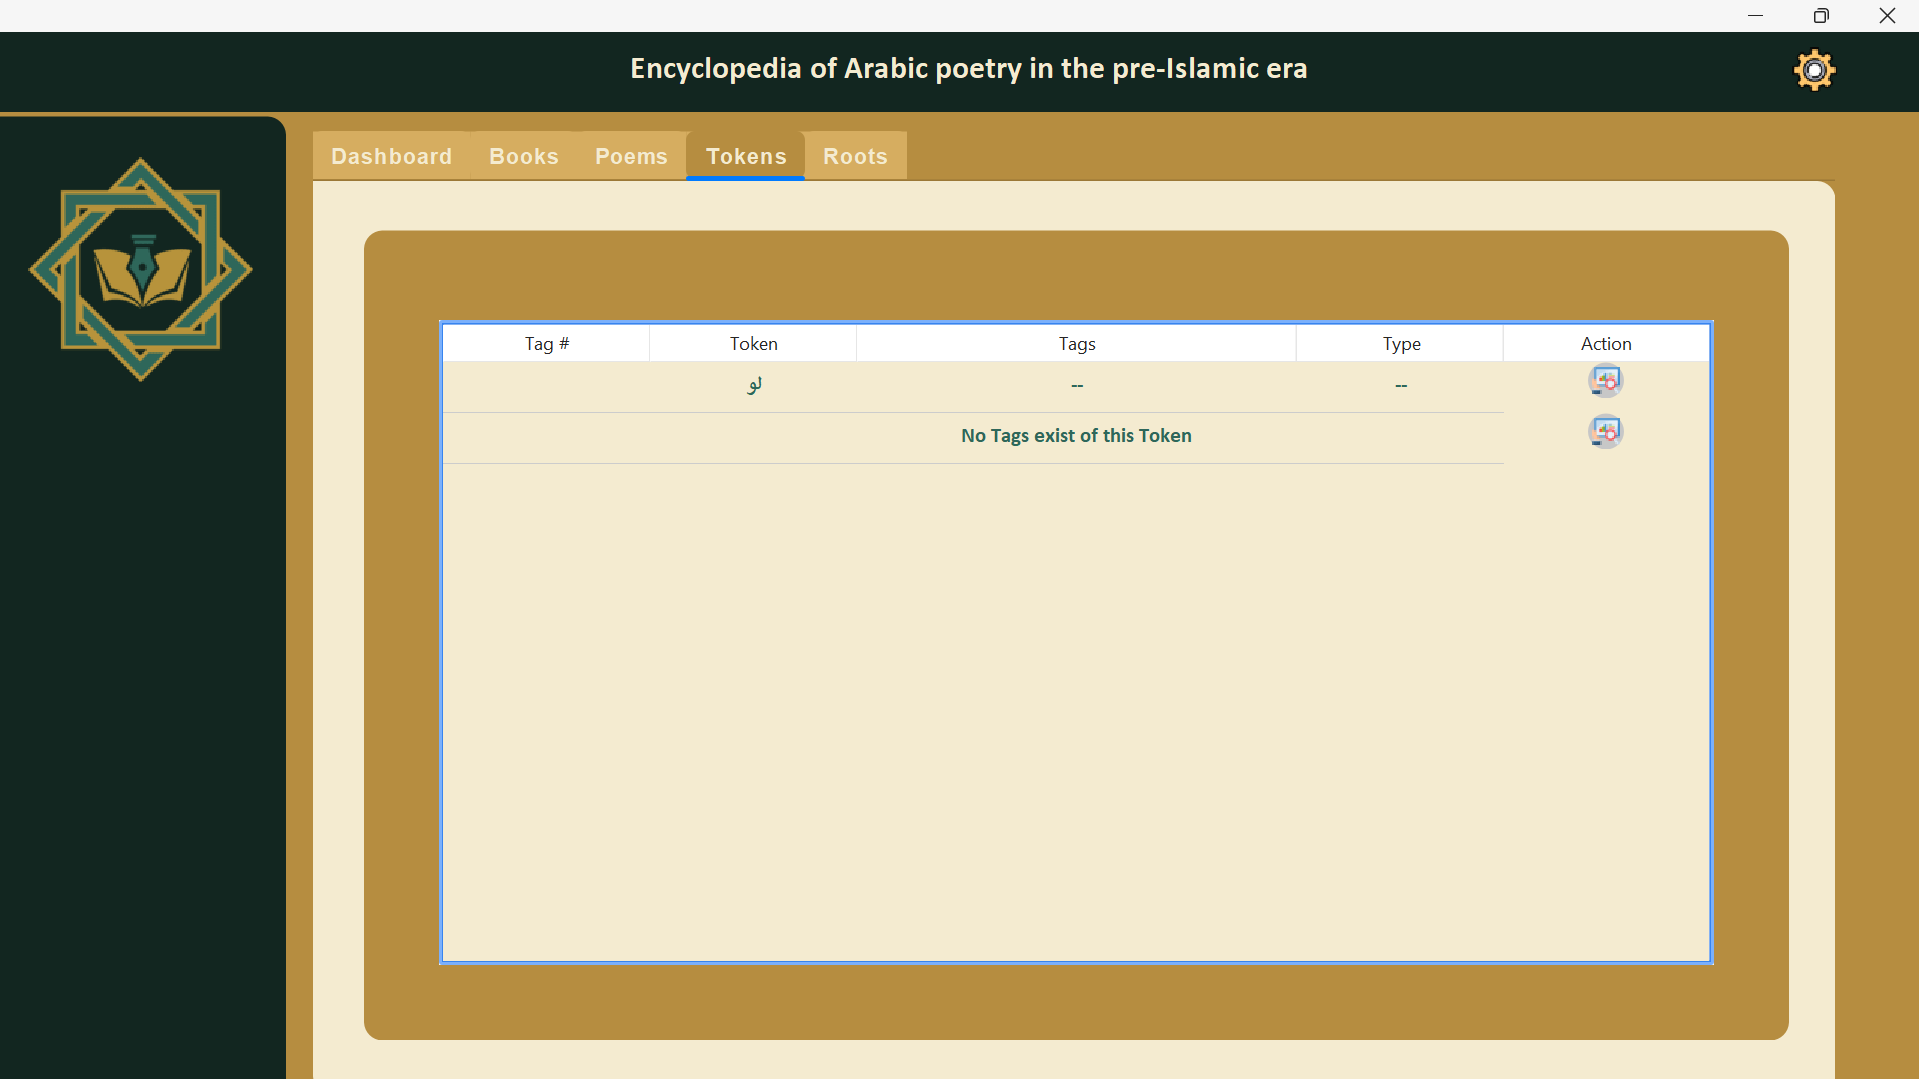 Encyclopedia of Arabic poetry in the pre-Islamic era
Dashboard Books Poems Tokens Roots
Tag # Token Tags Type Action
لو -- --
No Tags exist of this Token